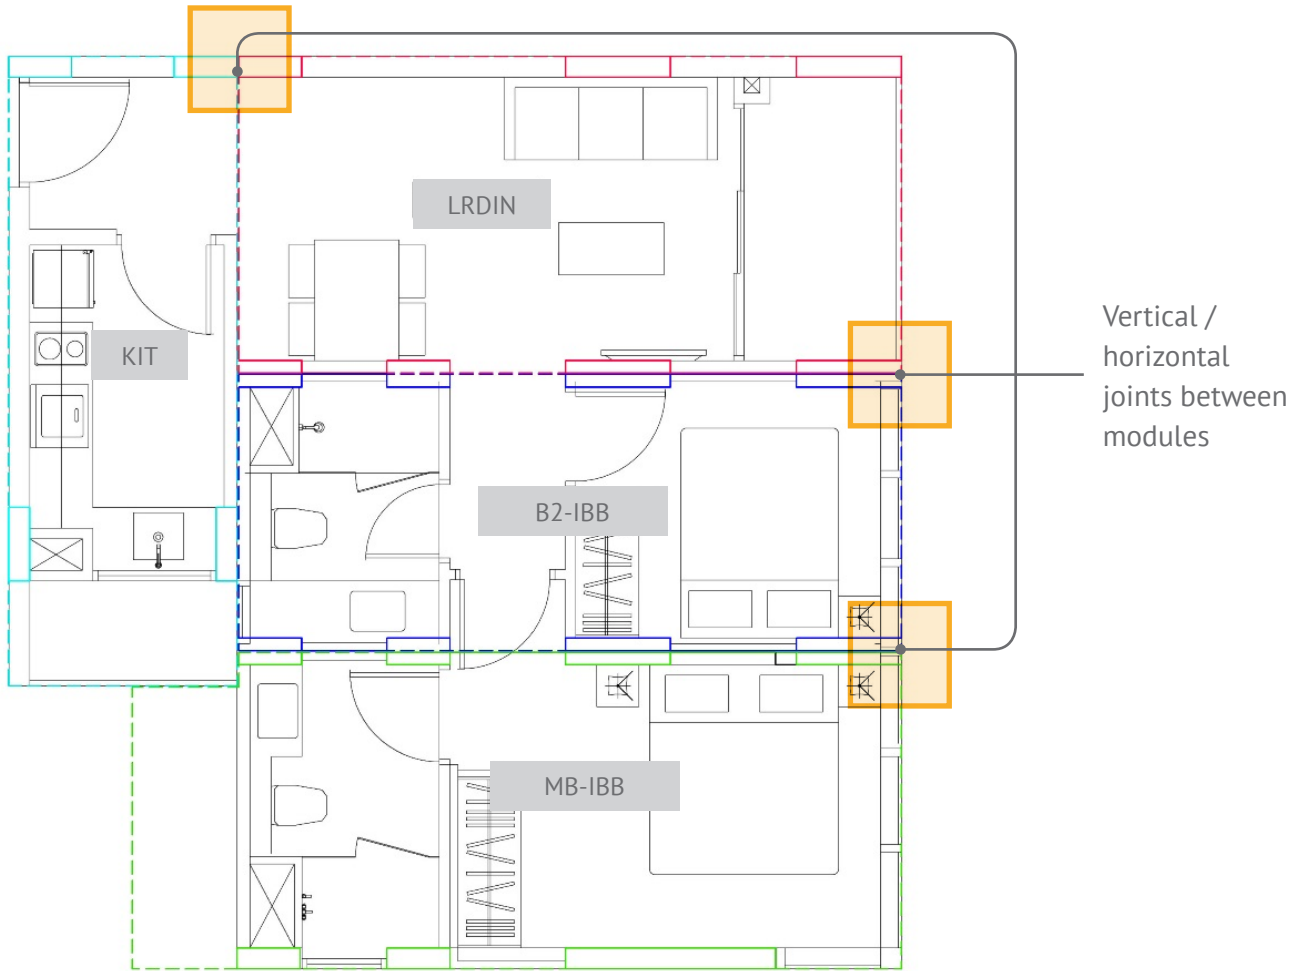 LRDIN
Vertical /
horizontal
joints between
modules
KIT
B2-IBB
MB-IBB